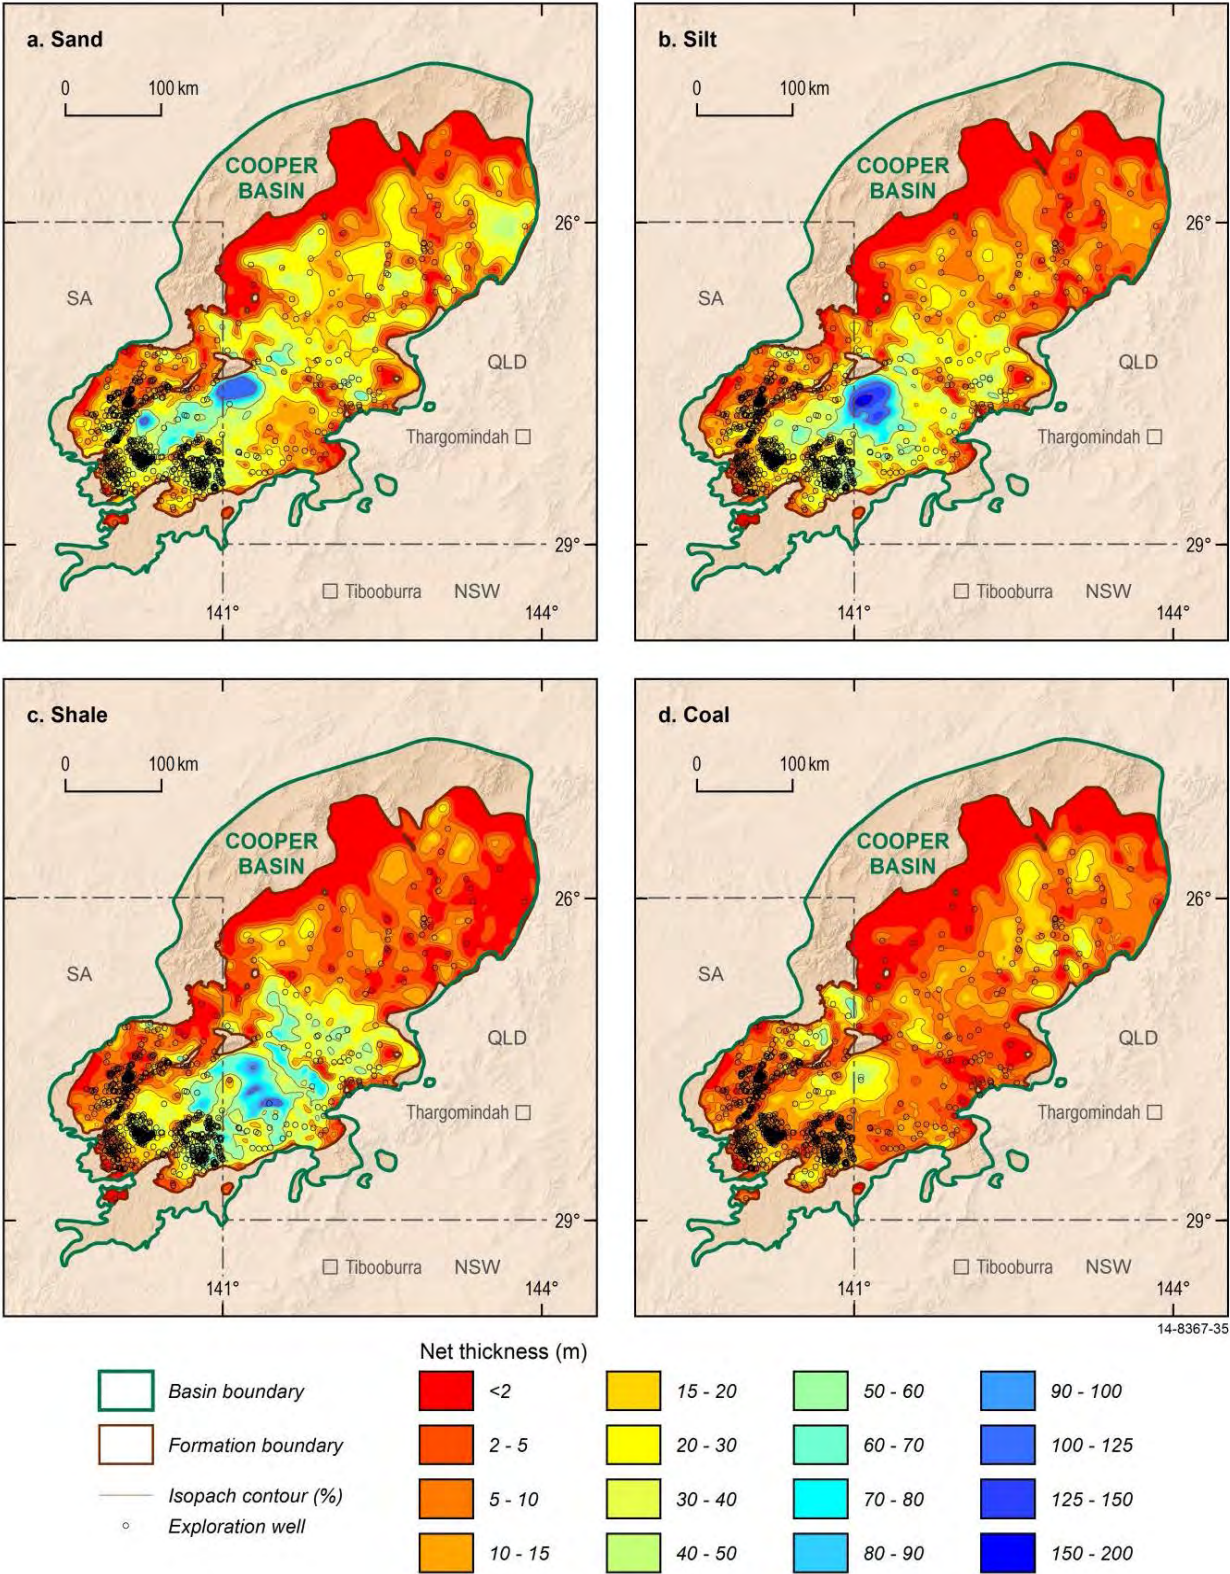 a. Sand
0 100 km
COOPER
BASIN
26°
SA
QLD
Thargomindah
29°
Tibooburra NSW
141° 144°
b. Silt
0 100 km
COOPER
BASIN
26°
SA
QLD
Thargomindah
29°
Tibooburra NSW
141° 144°
c. Shale
0 100 km
COOPER
BASIN
26°
SA
QLD
Thargomindah
29°
Tibooburra NSW
141° 144°
d. Coal
0 100 km
COOPER
BASIN
26°
SA
QLD
Thargomindah
29°
Tibooburra NSW
141° 144°
14-8367-35
Basin boundary
Formation boundary
Isopach contour (%)
Exploration well
Net thickness (m)
<2
2 - 5
5 - 10
10 - 15
15 - 20
20 - 30
30 - 40
40 - 50
50 - 60
60 - 70
70 - 80
80 - 90
90 - 100
100 - 125
125 - 150
150 - 200